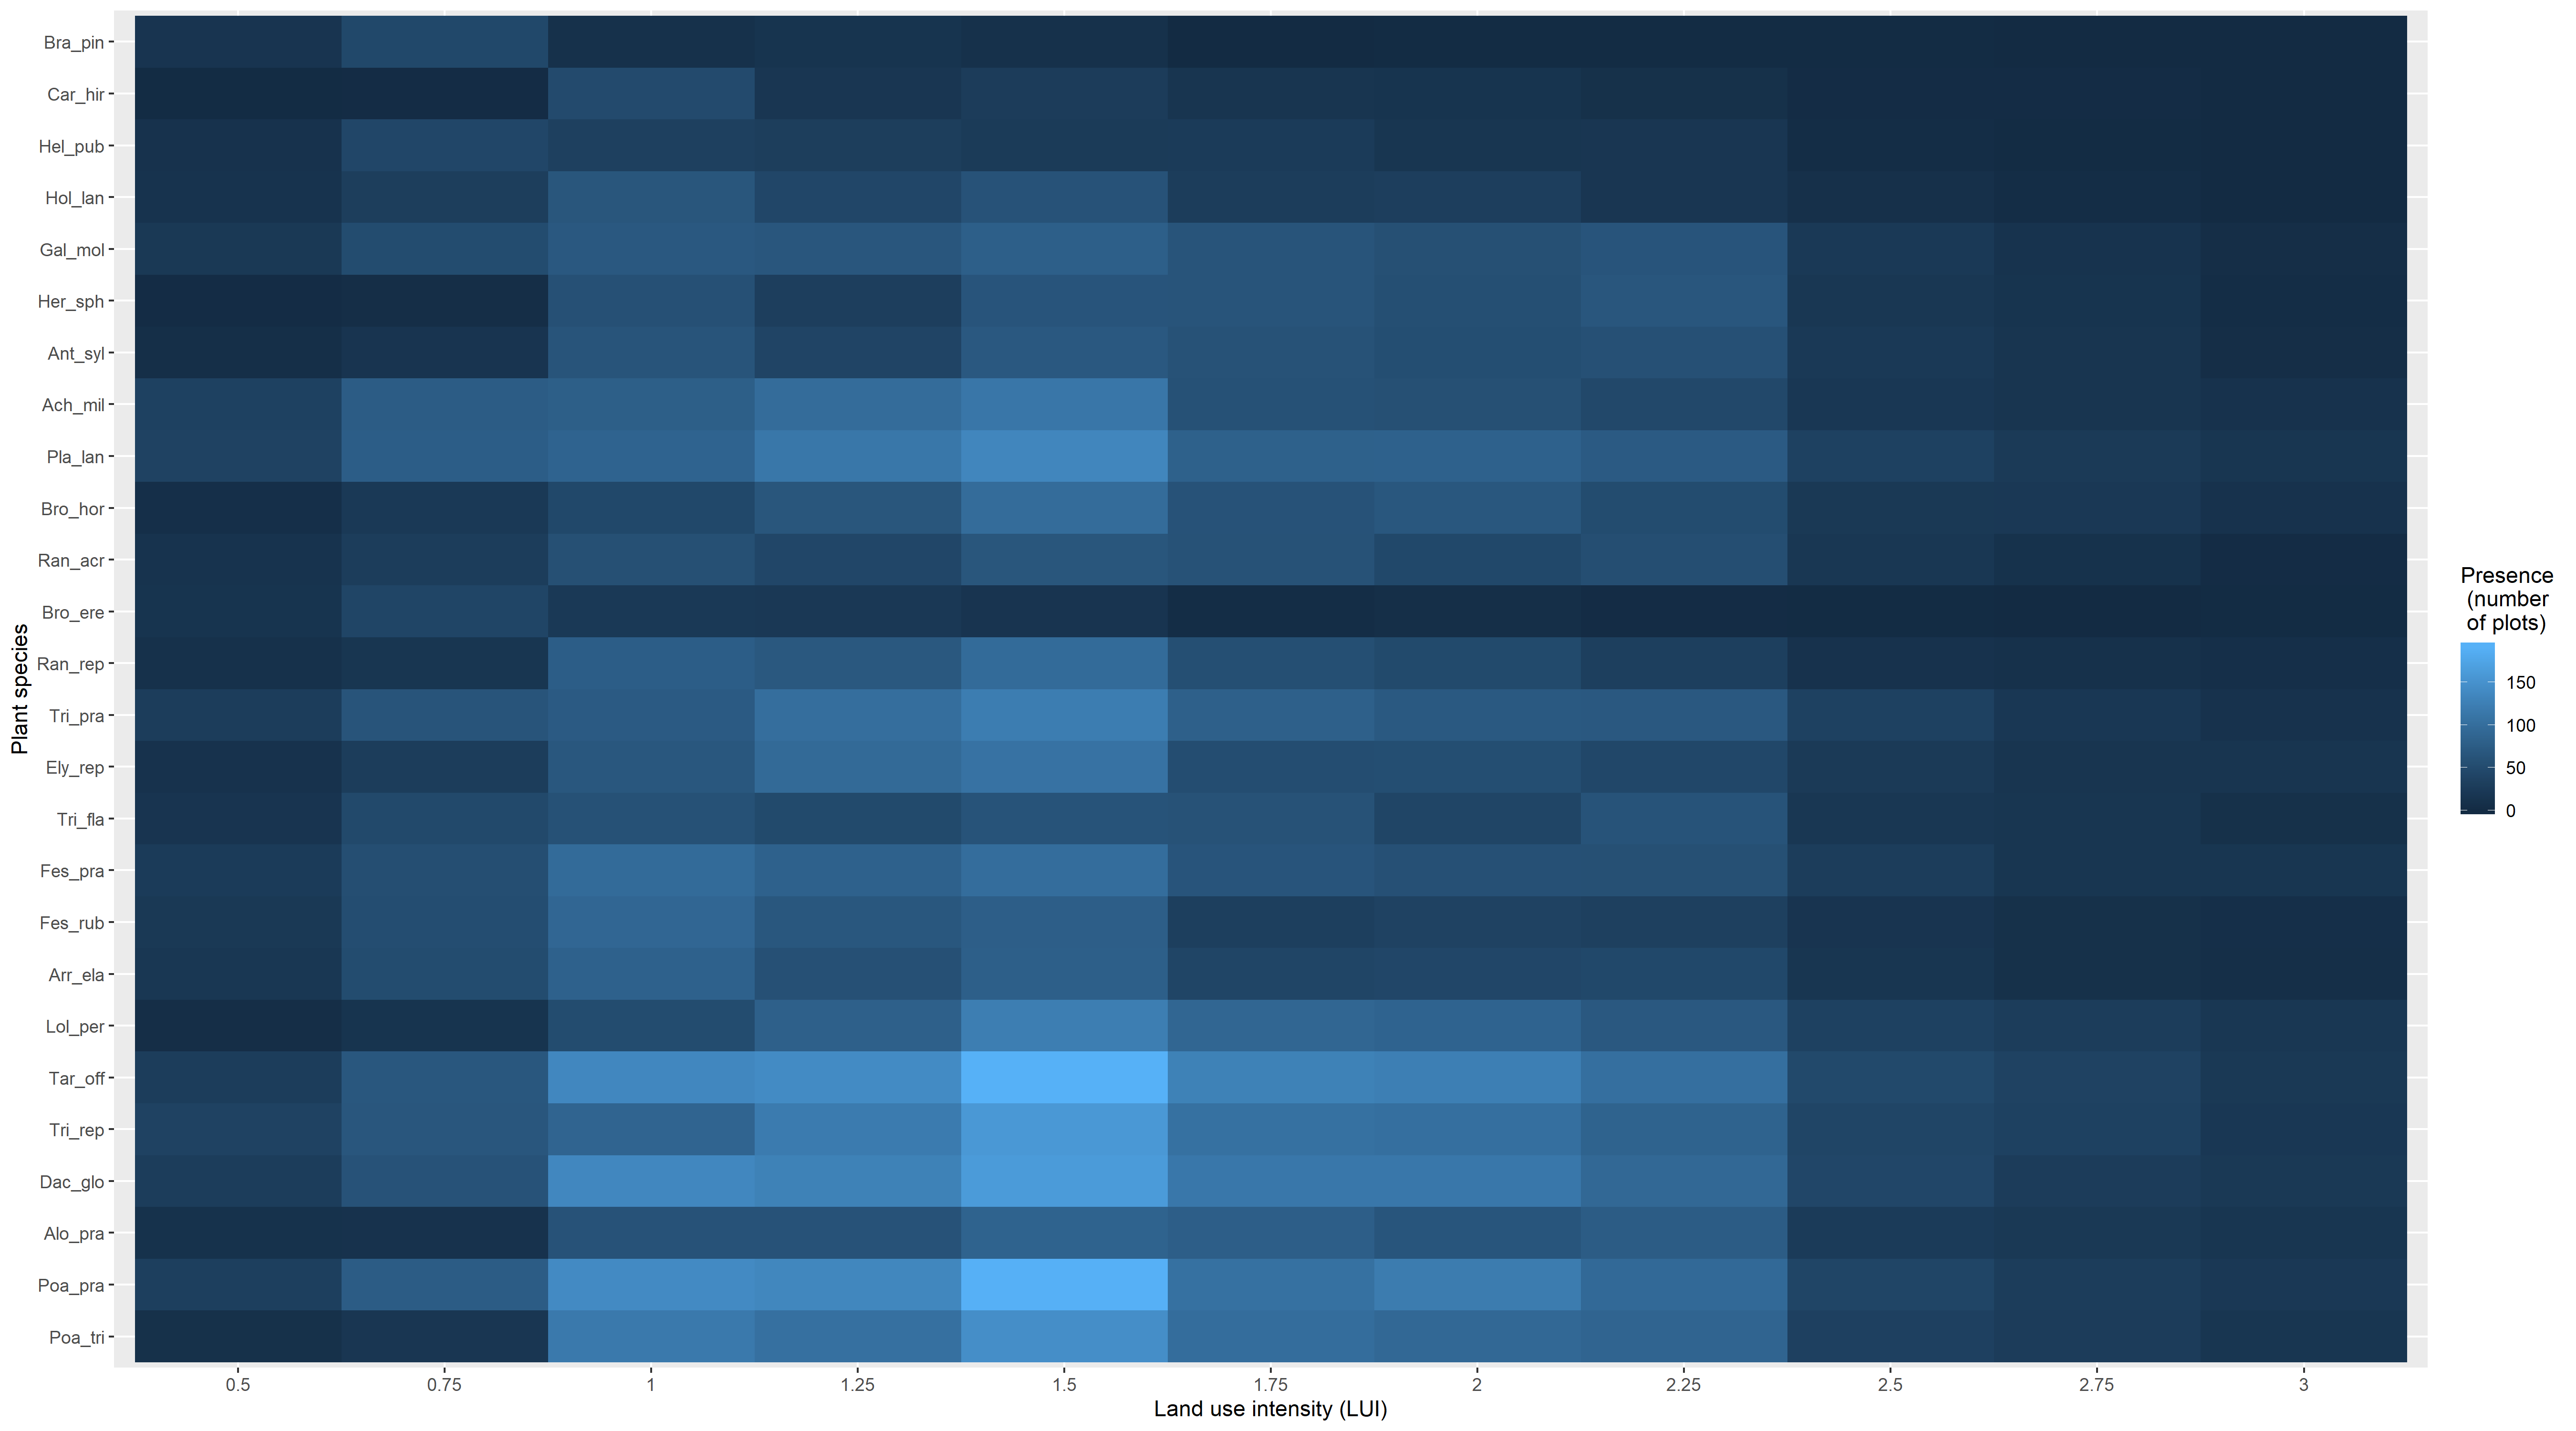 Plant species
Bra_pin
Car_hir
Hel_pub
Hol_lan
Gal_mol
Her_sph
Ant_syl
Ach_mil
Pla_lan
Bro_hor
Ran_acr
Bro_ere
Ran_rep
Tri_pra
Ely_rep
Tri_fla
Fes_pra
Fes_rub
Arr_ela
Lol_per
Tar_off
Tri_rep
Dac_glo
Alo_pra
Poa_pra
Poa_tri
0.5 0.75 1 1.25 1.5 1.75 2 2.25 2.5 2.75 3
Land use intensity (LUI)
Presence
(number
of plots)
150
100
50
0